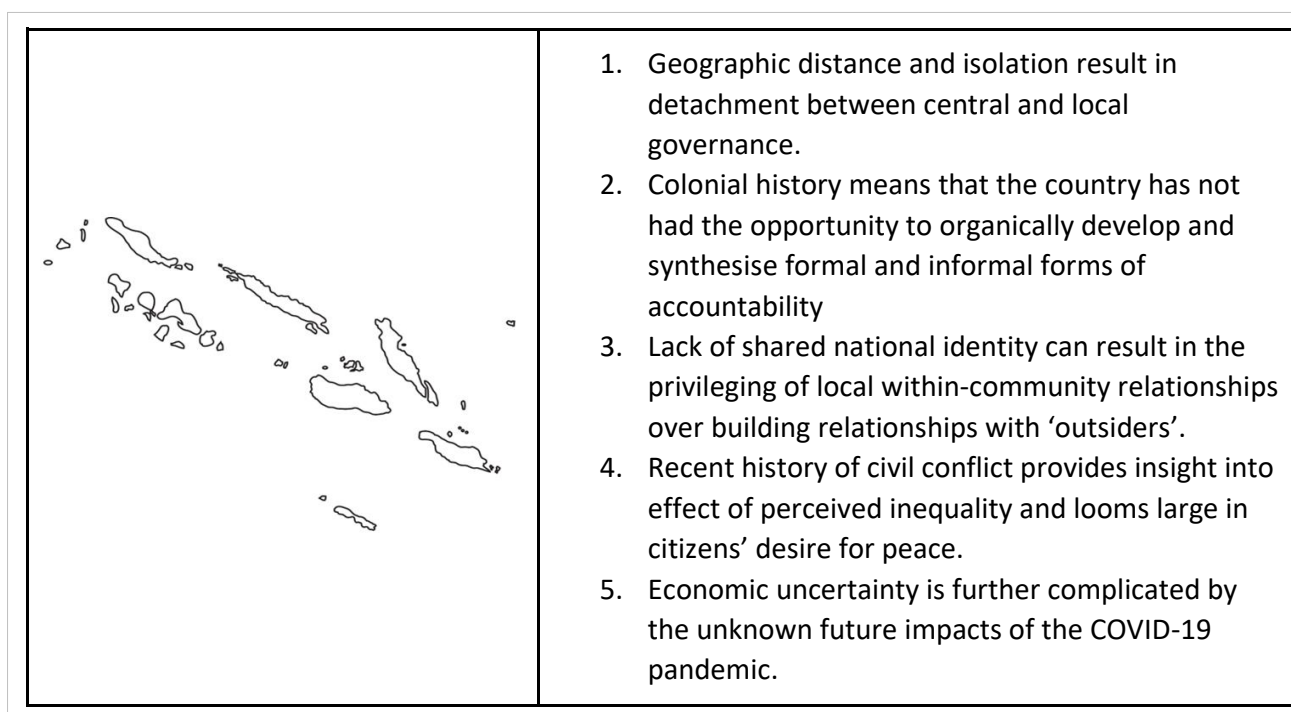 1. Geographic distance and isolation result in
detachment between central and local
governance.
2. Colonial history means that the country has not
had the opportunity to organically develop and
synthesise formal and informal forms of
accountability
3. Lack of shared national identity can result in the
privileging of local within-community relationships
over building relationships with ‘outsiders’.
4. Recent history of civil conflict provides insight into
effect of perceived inequality and looms large in
citizens’ desire for peace.
5. Economic uncertainty is further complicated by
the unknown future impacts of the COVID-19
pandemic.